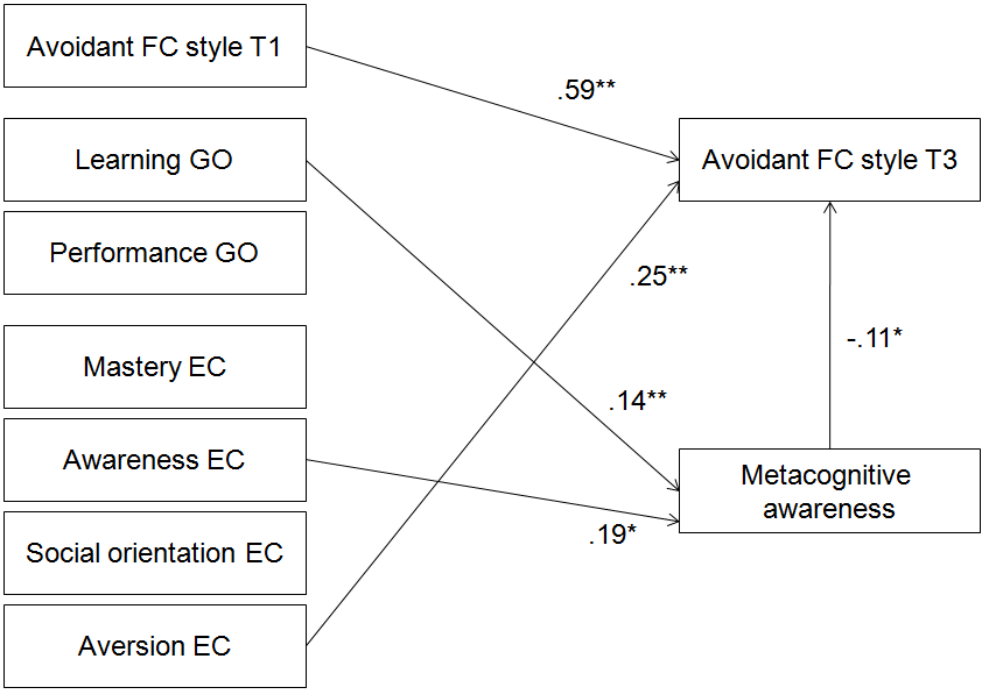 Avoidant FC style T1
.59**
Learning GO
Avoidant FC style T3
Performance GO
.25**
Mastery EC
-.11*
.14**
Awareness EC
Metacognitive
awareness
.19*
Social orientation EC
Aversion EC